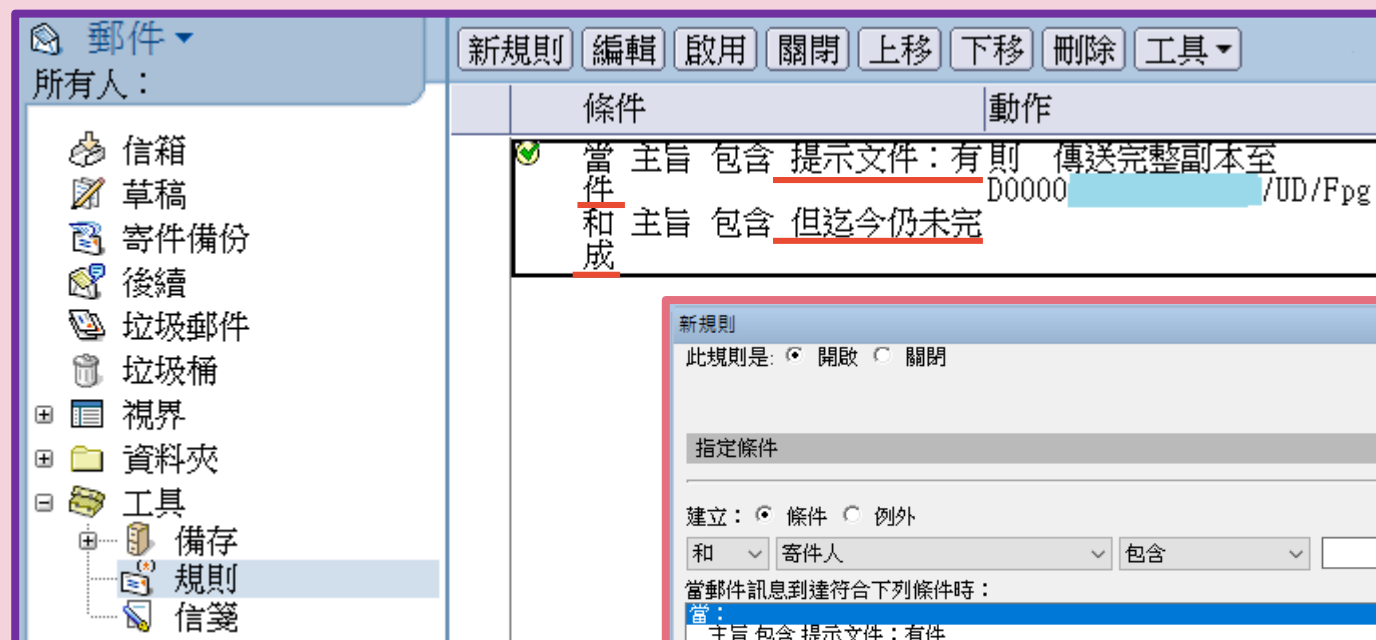 郵件
所有人：
信箱
草稿
寄件備份
後續
垃圾郵件
垃圾桶
視界
資料夾
工具
備存
規則
信箋
新規則 編輯 啟用 關閉 上移 下移 刪除 工具
條件 動作
當 主旨 包含 提示文件：有 則 傳送完整副本至
件 D0000 /UD/Fpg
和 主旨 包含 但迄今仍未完
成
新規則
此規則是: 開啟 關閉
指定條件
建立： 條件 例外
和 寄件人 包含
當郵件訊息到達符合下列條件時：
當：
主旨 包含 提示文件：有件